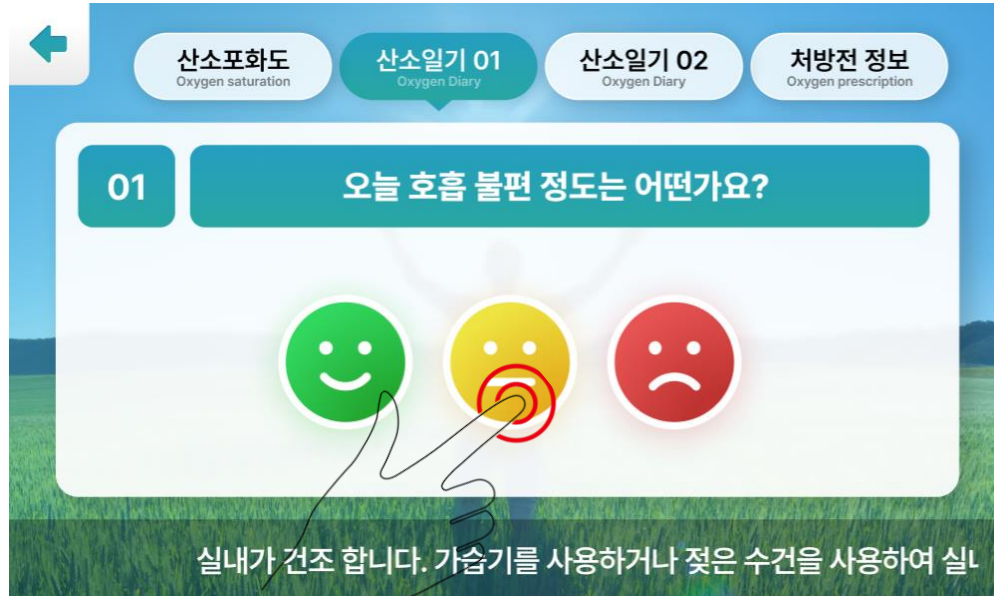 산소포화도
Oxygen saturation
산소일기 01
Oxygen Diary
산소일기 02
Oxygen Diary
처방전 정보
Oxygen prescription
01
오늘 호흡 불편 정도는 어떤가요?
실내가 건조 합니다. 가습기를 사용하거나 젖은 수건을 사용하여